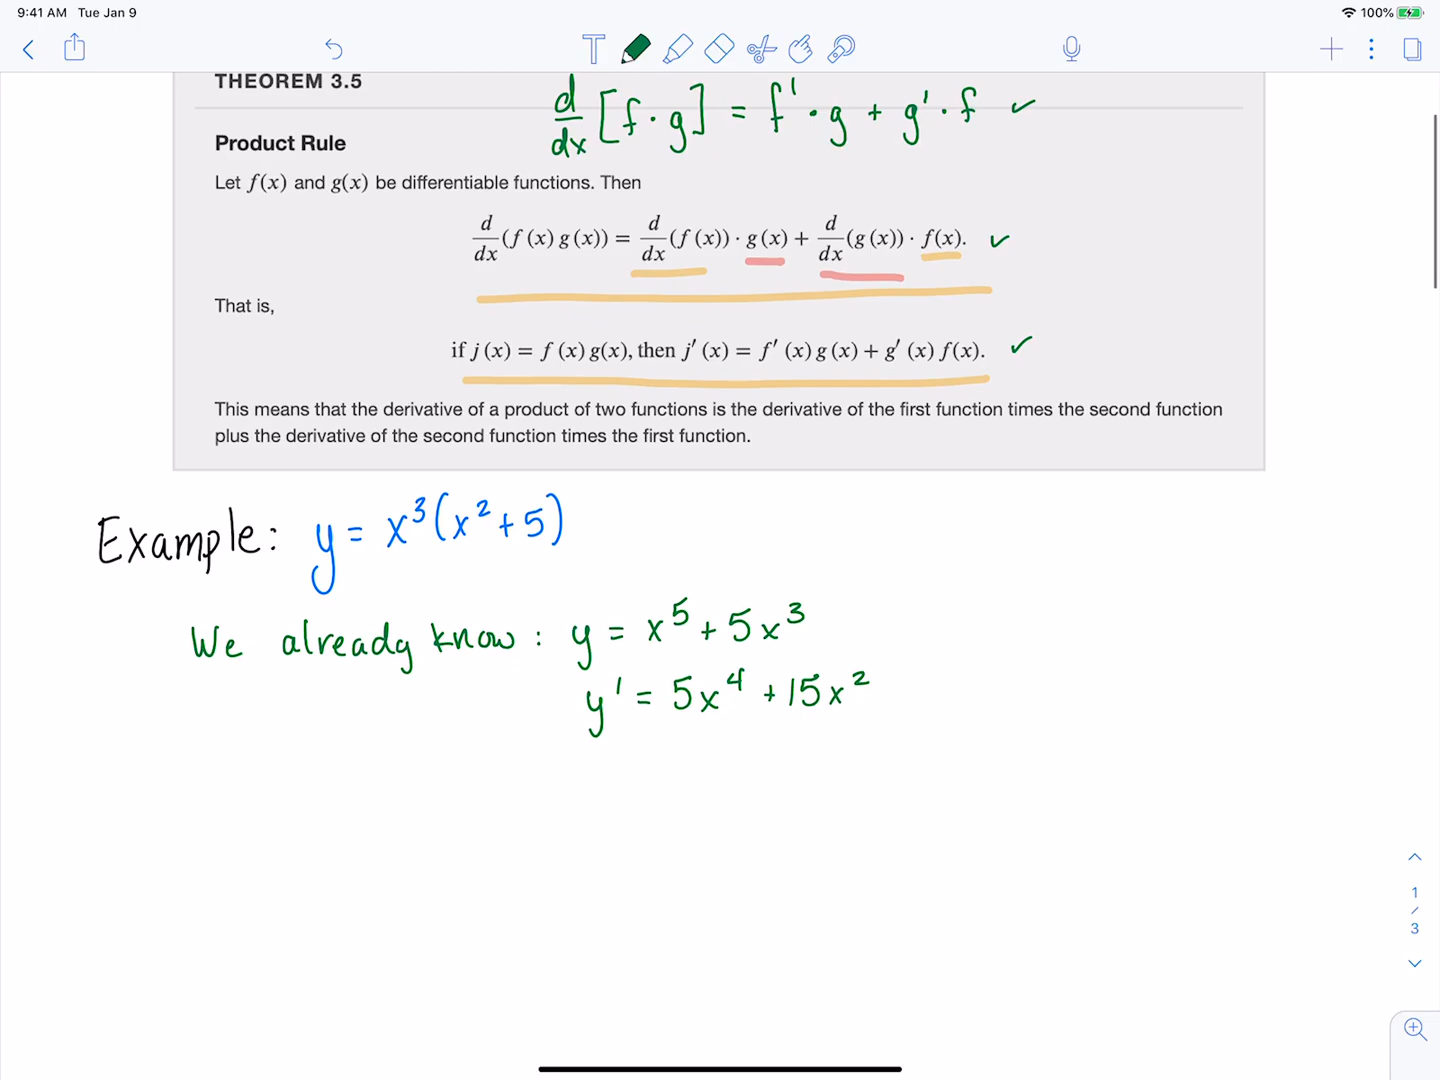 9:41 AM Tue Jan 9 100%
T
THEOREM 3.5
d/dx [f · g] = f' · g + g' · f ✓
Product Rule
Let f(x) and g(x) be differentiable functions. Then
d/dx (f (x) g (x)) = d/dx (f (x)) · g (x) + d/dx (g (x)) · f(x). ✓
That is,
if j (x) = f (x) g(x), then j′ (x) = f′ (x) g (x) + g′ (x) f(x). ✓
This means that the derivative of a product of two functions is the derivative of the first function times the second function
plus the derivative of the second function times the first function.
Example: y = x³(x² + 5)
We already know: y = x⁵ + 5x³
y' = 5x⁴ + 15x²
1
/
3